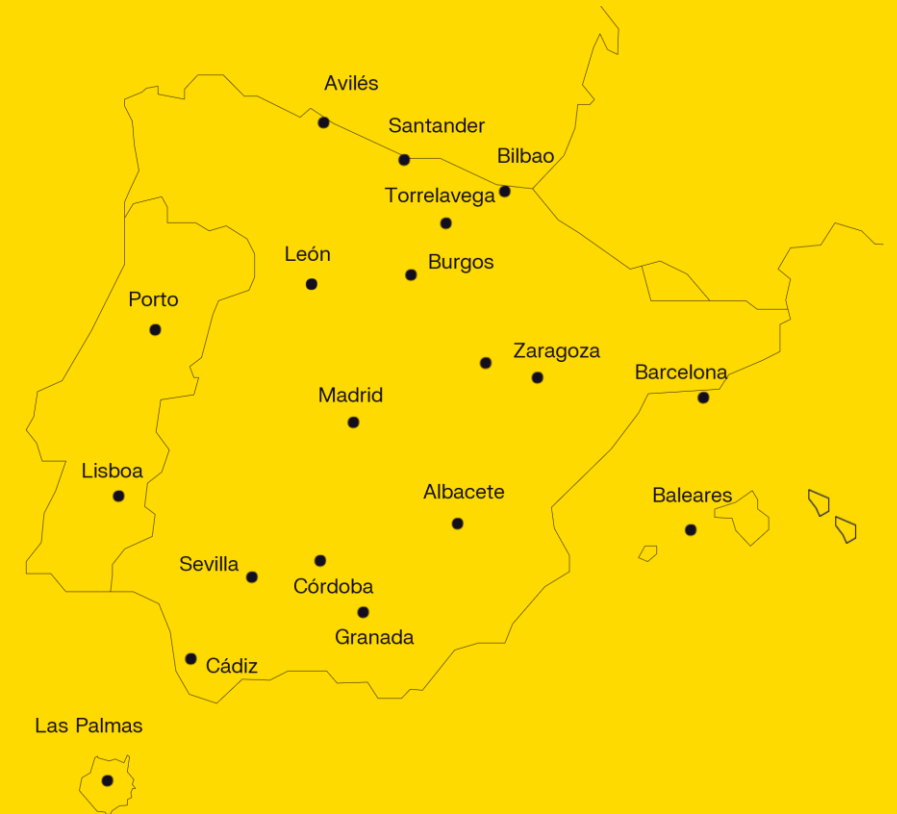 Avilés
Santander
Bilbao
Torrelavega
León
Burgos
Porto
Zaragoza
Barcelona
Madrid
Lisboa
Albacete
Baleares
Sevilla
Córdoba
Granada
Cádiz
Las Palmas